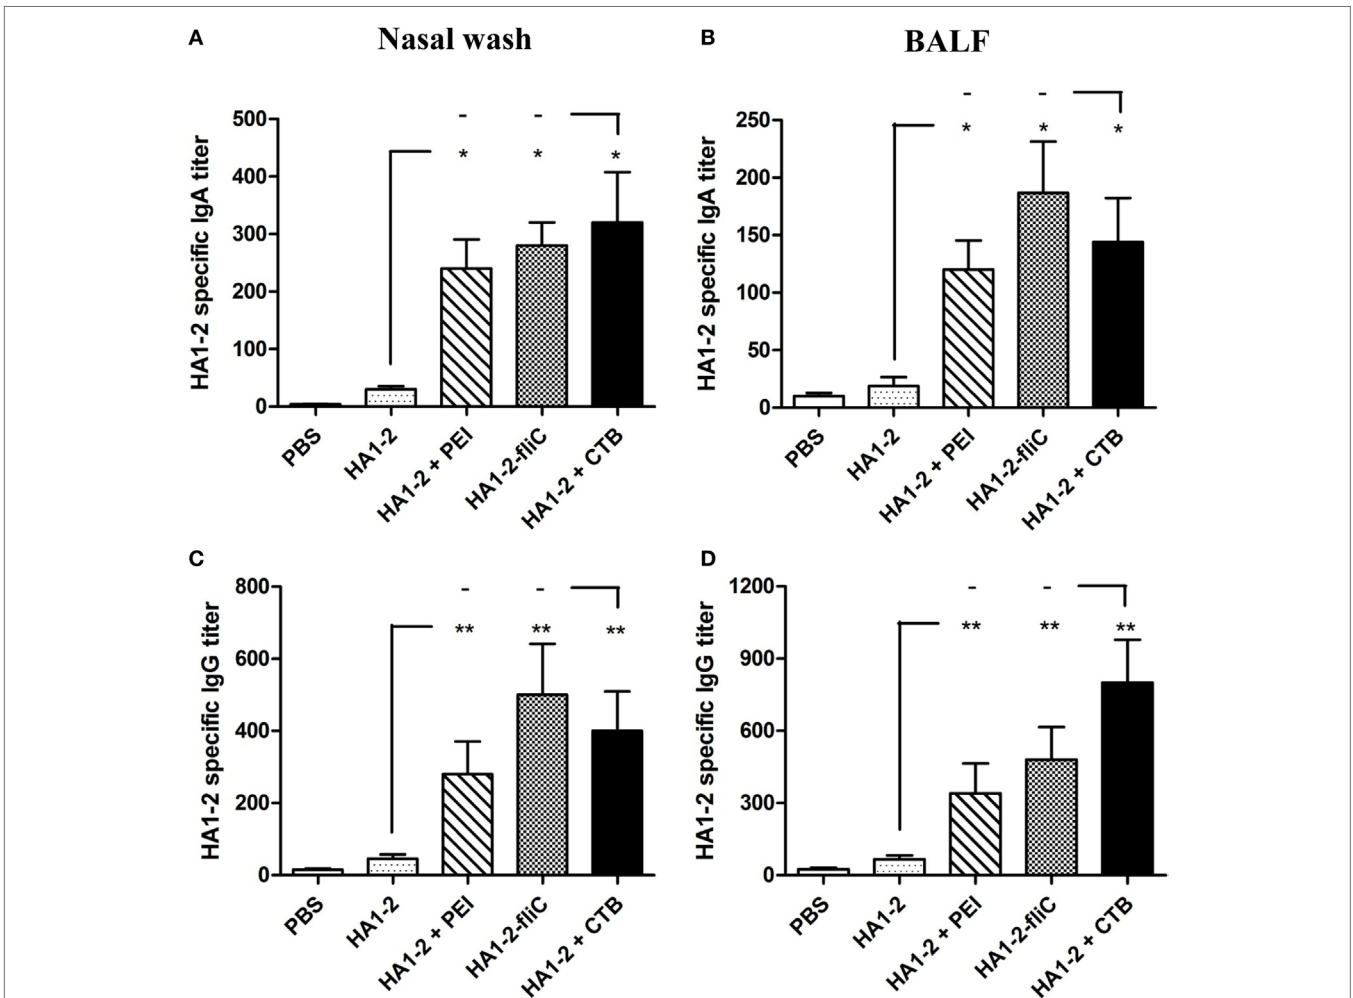 A
Nasal wash
B
BALF
HA1-2 specific IgA titer
500
400
300
200
100
0
- -
* * *
PBS
HA1-2
HA1-2 + PEI
HA1-2-fliC
HA1-2 + CTB
HA1-2 specific IgA titer
250
200
150
100
50
0
- -
* * *
PBS
HA1-2
HA1-2 + PEI
HA1-2-fliC
HA1-2 + CTB
C
HA1-2 specific IgG titer
800
600
400
200
0
- -
** ** **
PBS
HA1-2
HA1-2 + PEI
HA1-2-fliC
HA1-2 + CTB
D
HA1-2 specific IgG titer
1200
900
600
300
0
- -
** ** **
PBS
HA1-2
HA1-2 + PEI
HA1-2-fliC
HA1-2 + CTB